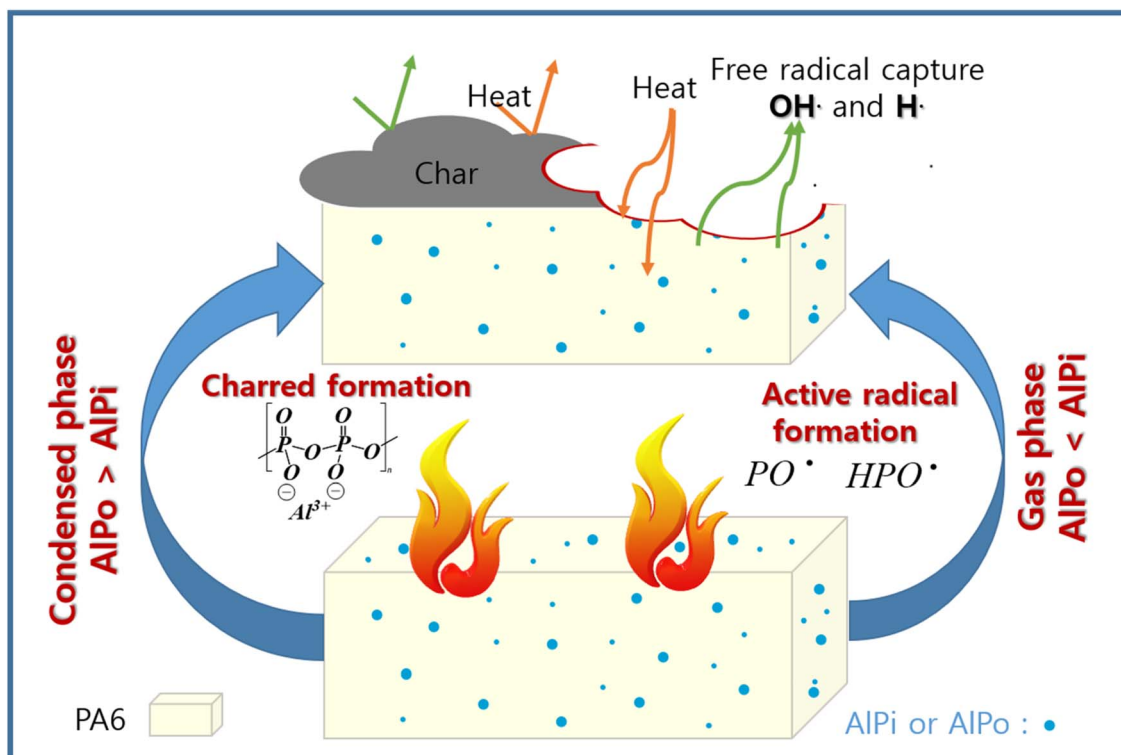 Free radical capture
Heat
Heat
OH· and H·
Char
Condensed phase
AlPo > AlPi
Charred formation
O O
P O P O n
O O
Al³⁺
Active radical
formation
PO• HPO•
Gas phase
AlPo < AlPi
PA6
AlPi or AlPo :